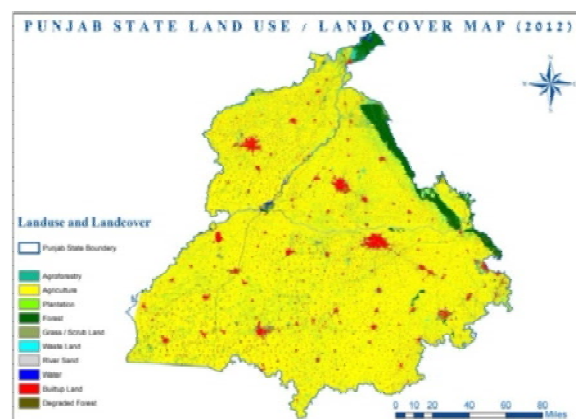 PUNJAB STATE LAND USE / LAND COVER MAP (2012)
Landuse and Landcover
Punjab State Boundary
Agroforestry
Agriculture
Plantation
Forest
Grass / Scrub Land
Waste Land
River Sand
Water
Builtup Land
Degraded Forest
0 10 20 40 60 80
Miles